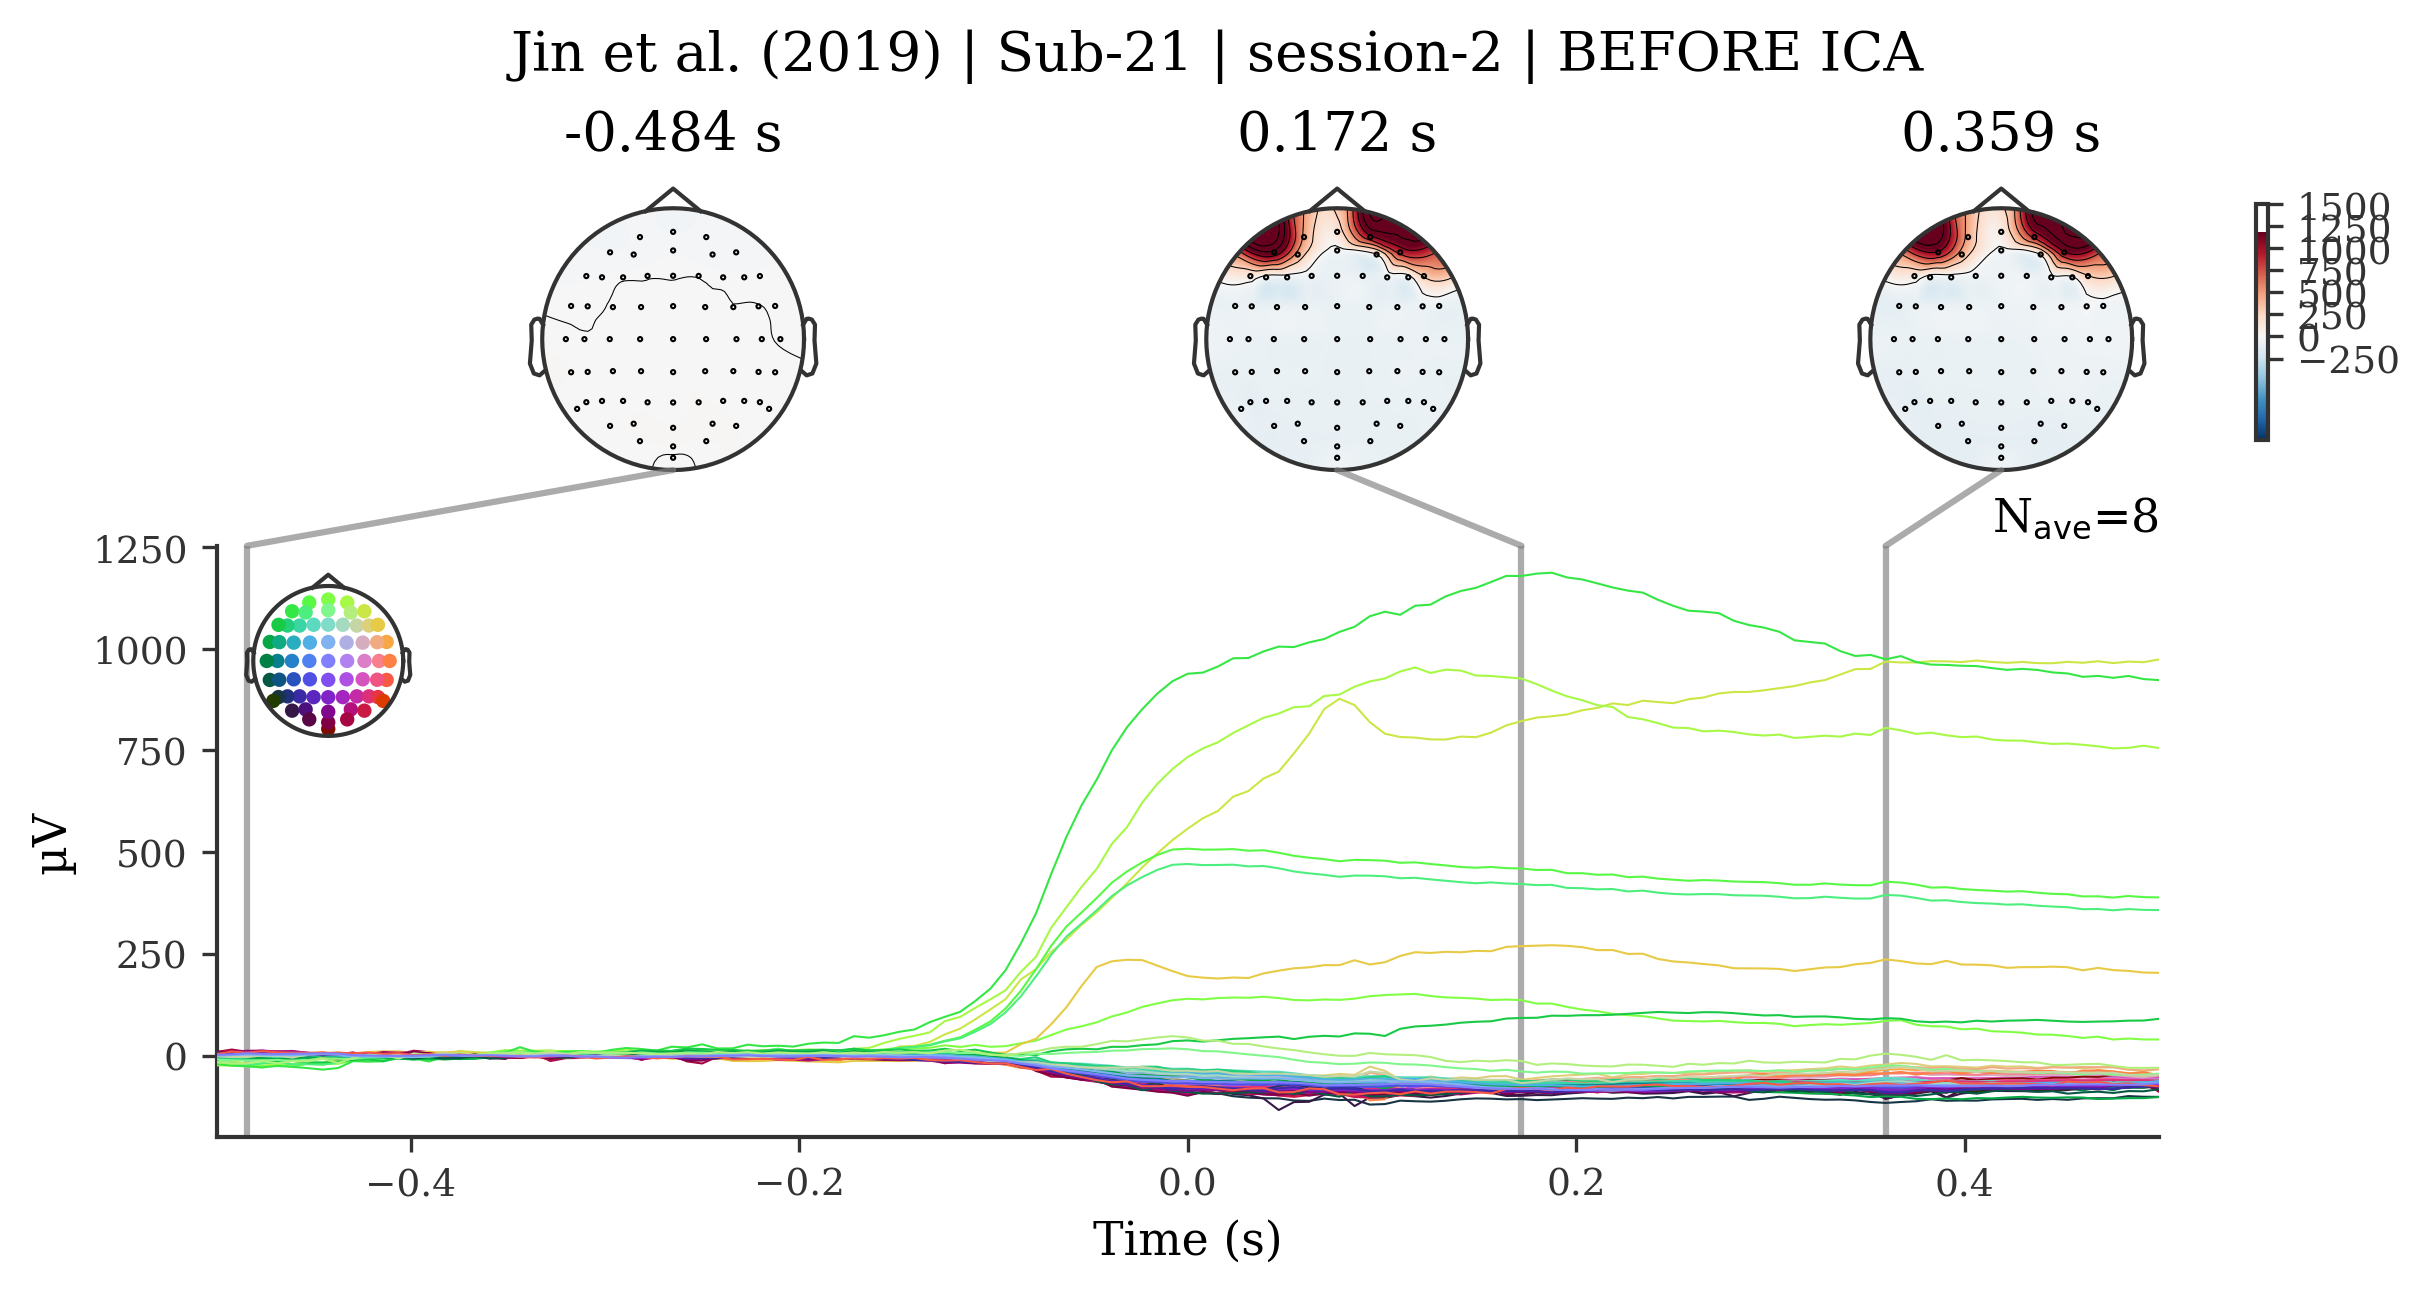 Jin et al. (2019) | Sub-21 | session-2 | BEFORE ICA
-0.484 s
0.172 s
0.359 s
1500
1250
1000
750
500
250
0
−250
Nave=8
1250
1000
750
500
250
0
µV
−0.4
−0.2
0.0
0.2
0.4
Time (s)